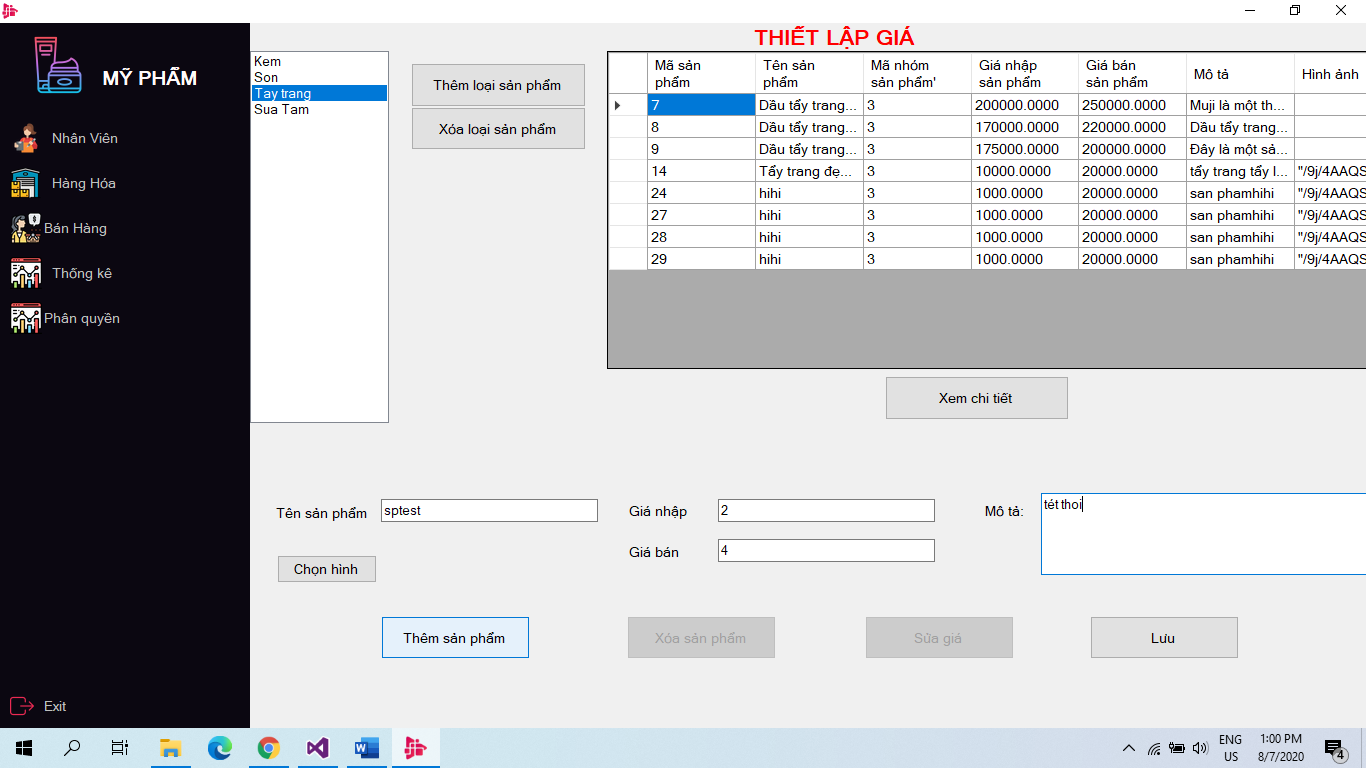 THIẾT LẬP GIÁ
MỸ PHẨM
Nhân Viên
Hàng Hóa
Bán Hàng
Thống kê
Phân quyền
Exit
Kem
Son
Tay trang
Sua Tam
Thêm loại sản phẩm
Xóa loại sản phẩm
Mã sản phẩm Tên sản phẩm Mã nhóm sản phẩm' Giá nhập sản phẩm Giá bán sản phẩm Mô tả Hình ảnh
7 Dầu tẩy trang... 3 200000.0000 250000.0000 Muji là một th...
8 Dầu tẩy trang... 3 170000.0000 220000.0000 Dầu tẩy trang...
9 Dầu tẩy trang... 3 175000.0000 200000.0000 Đây là một sả...
14 Tẩy trang đẹ... 3 10000.0000 20000.0000 tẩy trang tẩy l... "/9j/4AAQS
24 hihi 3 1000.0000 20000.0000 san phamhihi "/9j/4AAQS
27 hihi 3 1000.0000 20000.0000 san phamhihi "/9j/4AAQS
28 hihi 3 1000.0000 20000.0000 san phamhihi "/9j/4AAQS
29 hihi 3 1000.0000 20000.0000 san phamhihi "/9j/4AAQS
Xem chi tiết
Tên sản phẩm sptest
Giá nhập 2
Mô tả: tét thoi
Giá bán 4
Chọn hình
Thêm sản phẩm
Xóa sản phẩm
Sửa giá
Lưu
ENG
US
1:00 PM
8/7/2020
4